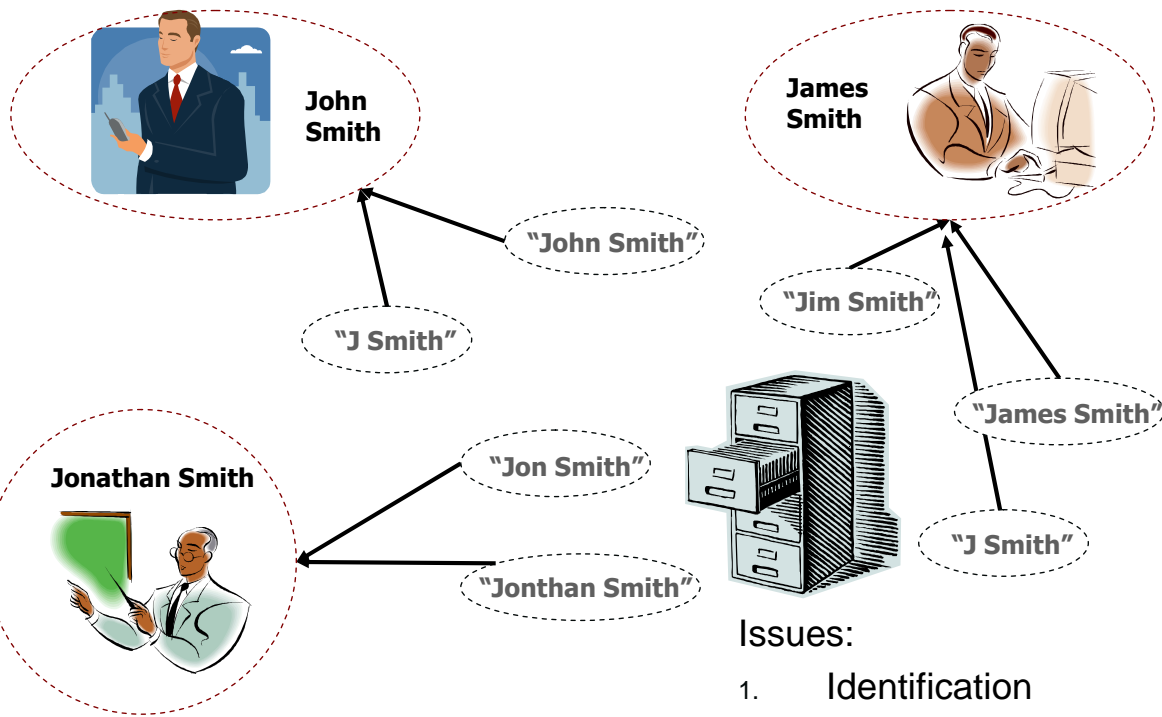 John
Smith
James
Smith
“John Smith”
“Jim Smith”
“J Smith”
“James Smith”
Jonathan Smith
“Jon Smith”
“J Smith”
“Jonthan Smith”
Issues:
1. Identification